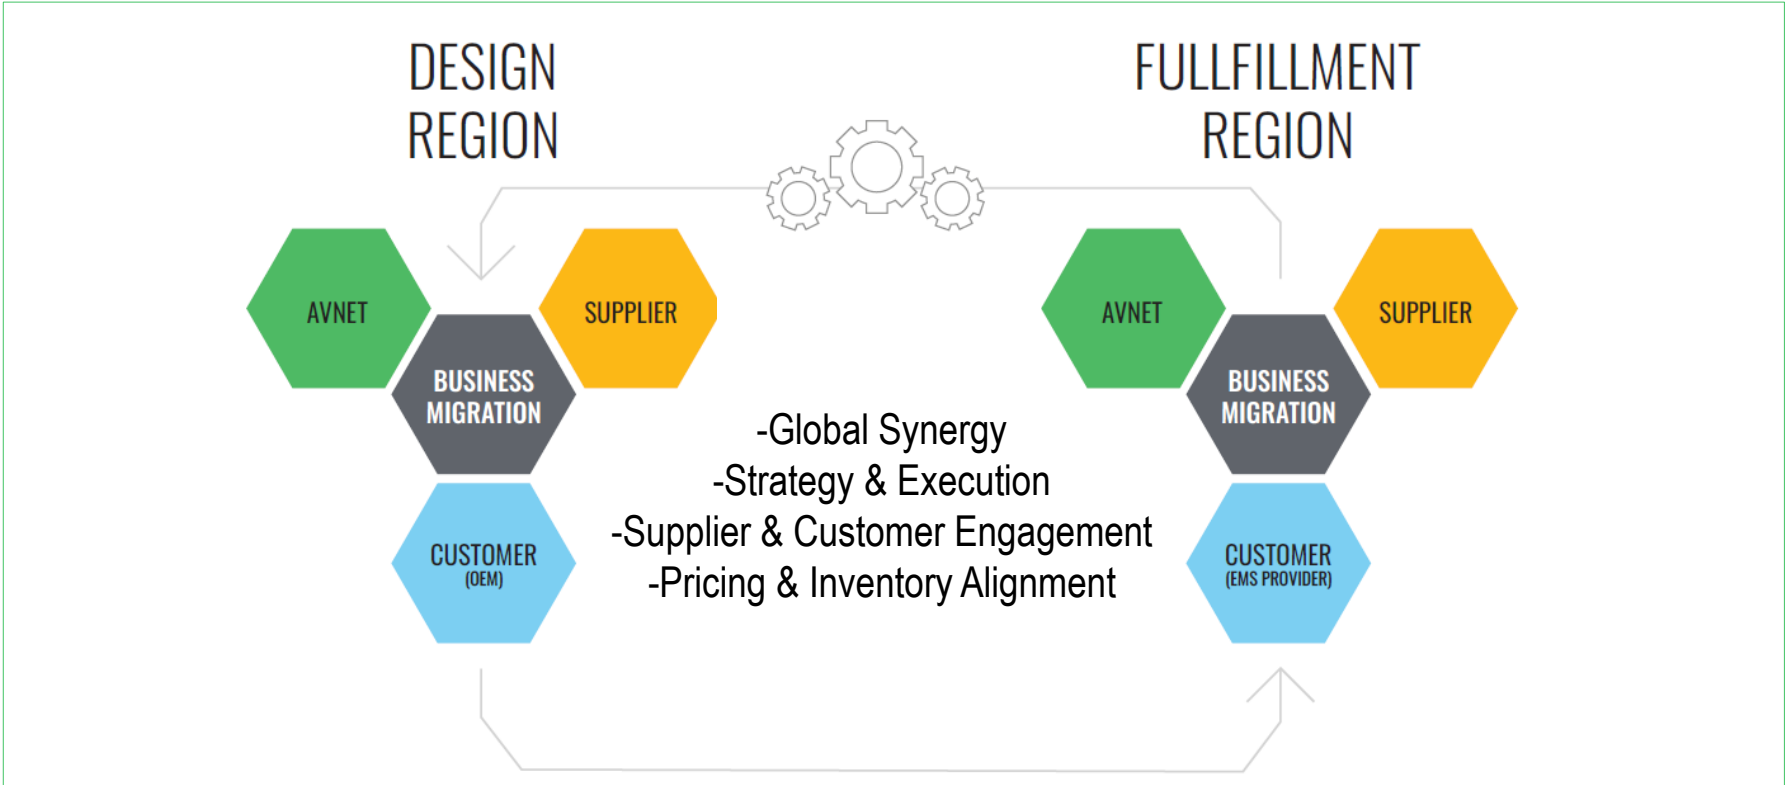 DESIGN
REGION
FULLFILLMENT
REGION
AVNET
SUPPLIER
BUSINESS
MIGRATION
CUSTOMER
(OEM)
-Global Synergy
-Strategy & Execution
-Supplier & Customer Engagement
-Pricing & Inventory Alignment
AVNET
SUPPLIER
BUSINESS
MIGRATION
CUSTOMER
(EMS PROVIDER)